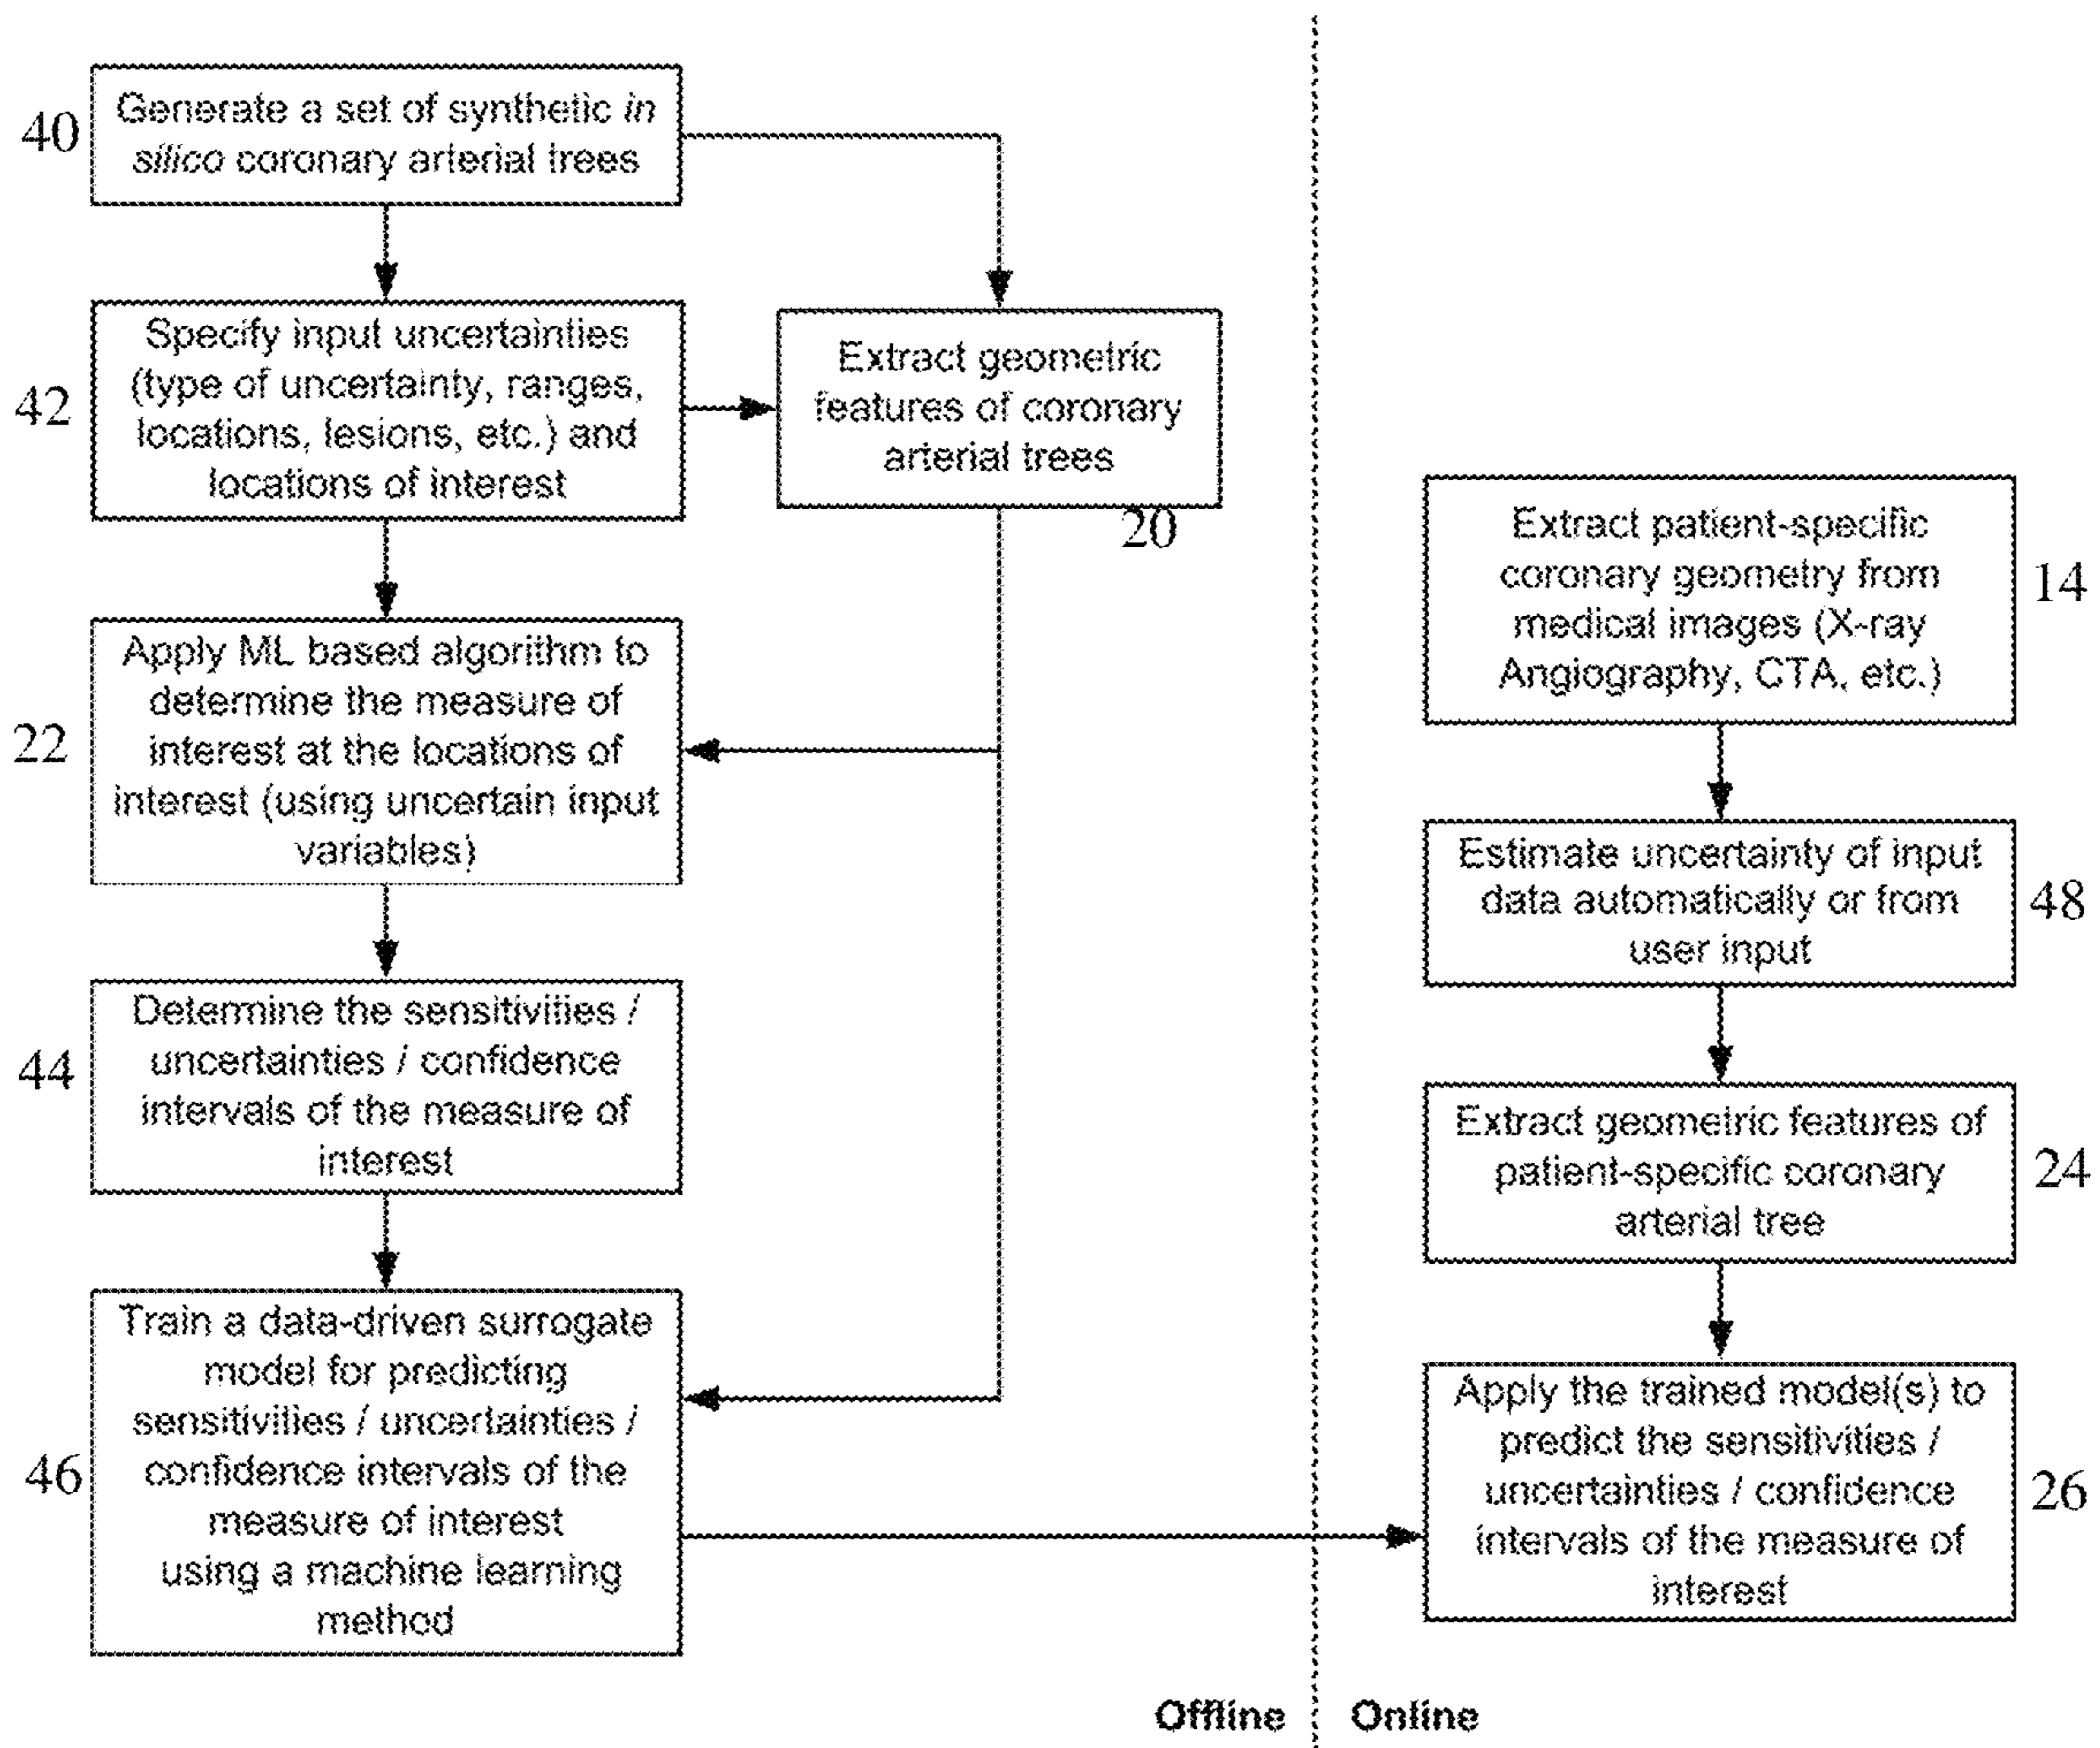 40
Generate a set of synthetic in
silico coronary arterial trees
42
Specify input uncertainties
(type of uncertainty, ranges,
locations, lesions, etc.) and
locations of interest
Extract geometric
features of coronary
arterial trees
20
22
Apply ML based algorithm to
determine the measure of
interest at the locations of
interest (using uncertain input
variables)
44
Determine the sensitivities /
uncertainties / confidence
intervals of the measure of
interest
46
Train a data-driven surrogate
model for predicting
sensitivities / uncertainties /
confidence intervals of the
measure of interest
using a machine learning
method
Extract patient-specific
coronary geometry from
medical images (X-ray
Angiography, CTA, etc.)
14
Estimate uncertainty of input
data automatically or from
user input
48
Extract geometric features of
patient-specific coronary
arterial tree
24
Apply the trained model(s) to
predict the sensitivities /
uncertainties / confidence
intervals of the measure of
interest
26
Offline
Online